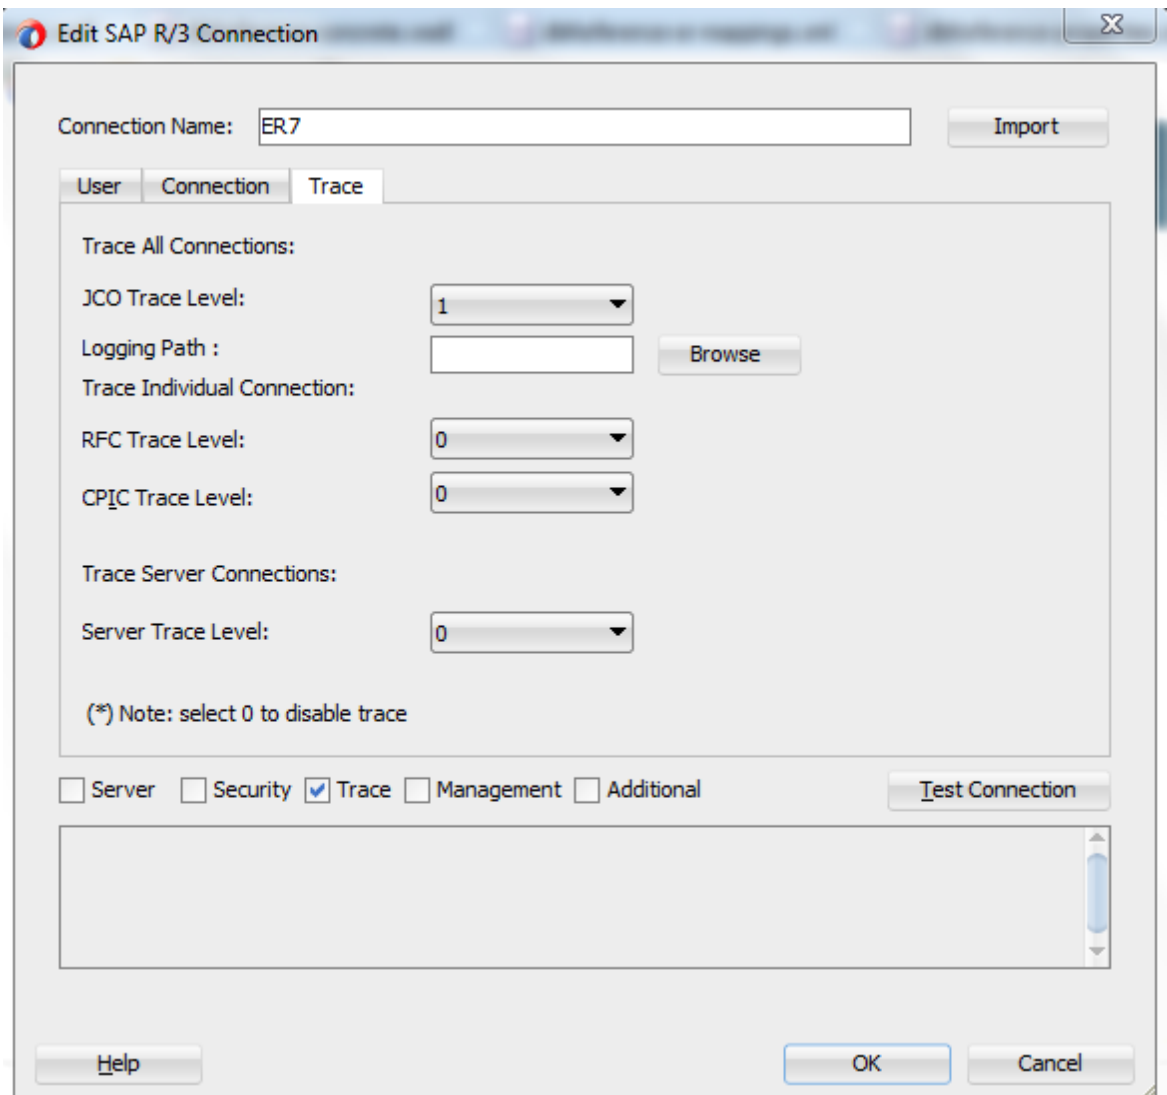 Edit SAP R/3 Connection
Connection Name: ER7 Import
User Connection Trace
Trace All Connections:
JCO Trace Level: 1
Logging Path : Browse
Trace Individual Connection:
RFC Trace Level: 0
CPIC Trace Level: 0
Trace Server Connections:
Server Trace Level: 0
(*) Note: select 0 to disable trace
Server Security Trace Management Additional Test Connection
Help OK Cancel